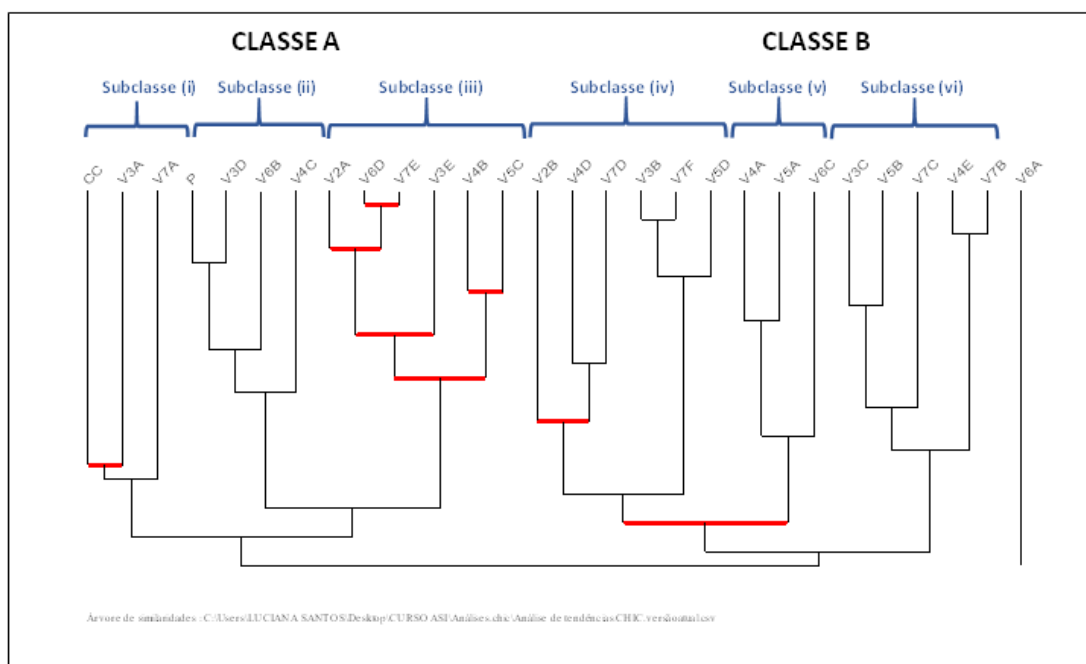 CLASSE A CLASSE B
Subclasse (i) Subclasse (ii) Subclasse (iii) Subclasse (iv) Subclasse (v) Subclasse (vi)
CC V3A V7A P V3D V6B V4C V2A V6D V7E V3E V4B V5C V2B V4D V7D V3B V7F V5D V4A V5A V6C V3C V5B V7C V4E V7B V6A
Árvore de similaridades : C:\Users\LUCIANA SANTOS\Desktop\CURSO ASI\Análises.chic\Análise de tendências CHIC.versãoatual.csv